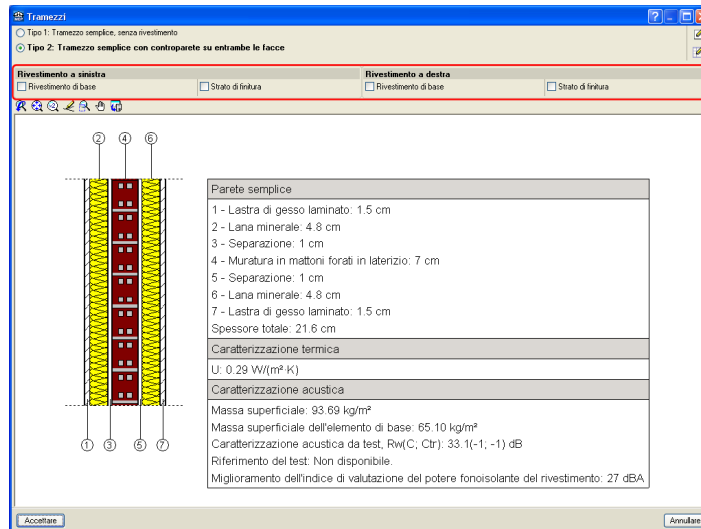 Tramezzi
Tipo 1: Tramezzo semplice, senza rivestimento
Tipo 2: Tramezzo semplice con controparete su entrambe le facce
Rivestimento a sinistra
Rivestimento a destra
Rivestimento di base
Strato di finitura
Rivestimento di base
Strato di finitura
2 4 6
Parete semplice
1 - Lastra di gesso laminato: 1.5 cm
2 - Lana minerale: 4.8 cm
3 - Separazione: 1 cm
4 - Muratura in mattoni forati in laterizio: 7 cm
5 - Separazione: 1 cm
6 - Lana minerale: 4.8 cm
7 - Lastra di gesso laminato: 1.5 cm
Spessore totale: 21.6 cm
Caratterizzazione termica
U: 0.29 W/(m²·K)
Caratterizzazione acustica
Massa superficiale: 93.69 kg/m²
Massa superficiale dell'elemento di base: 65.10 kg/m²
Caratterizzazione acustica da test, Rw(C; Ctr): 33.1(-1; -1) dB
Riferimento del test: Non disponibile.
Miglioramento dell'indice di valutazione del potere fonoisolante del rivestimento: 27 dBA
1 3 5 7
Accettare
Annullare